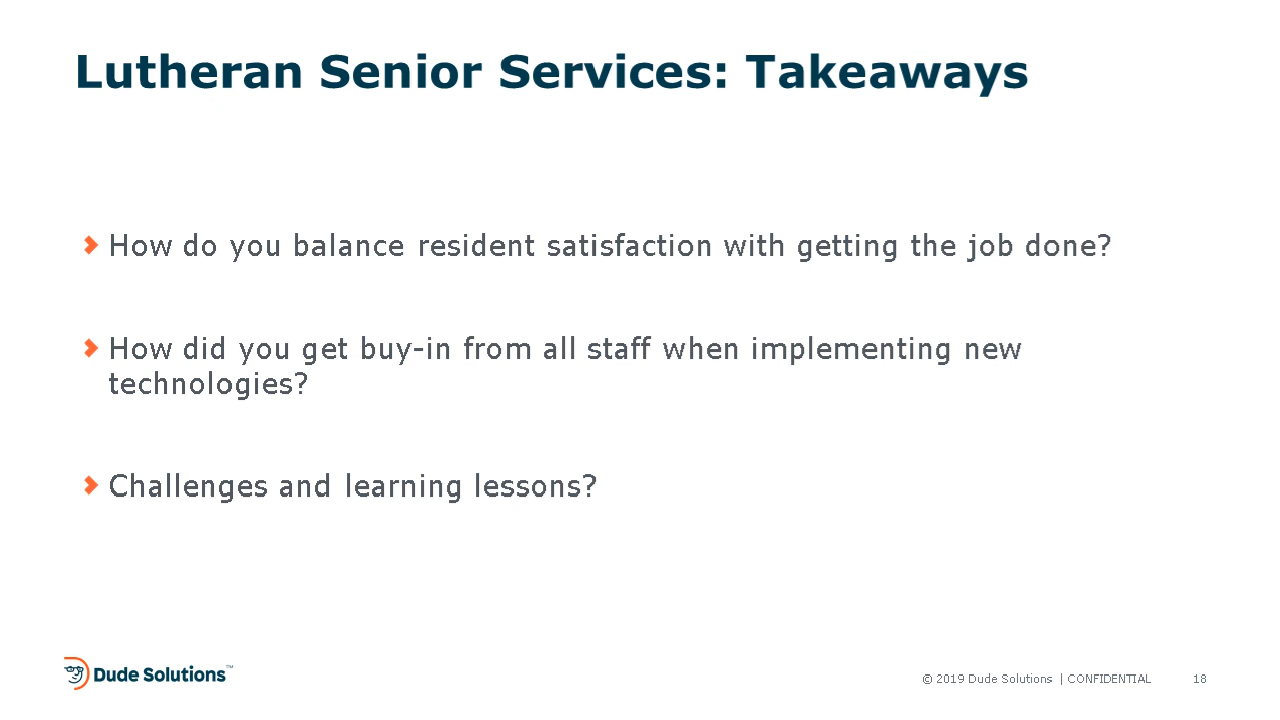 Lutheran Senior Services: Takeaways
How do you balance resident satisfaction with getting the job done?
How did you get buy-in from all staff when implementing new
technologies?
Challenges and learning lessons?
Dude Solutions™
© 2019 Dude Solutions | CONFIDENTIAL 18